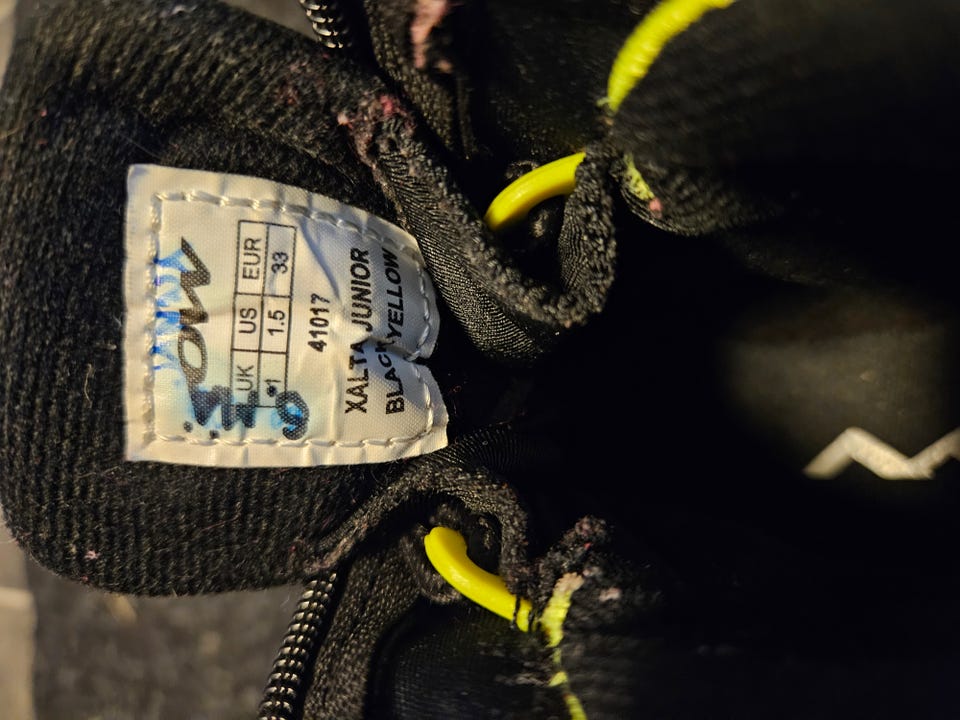 UK US EUR
1 1.5 33
41017
XALTA JUNIOR
BLACK/YELLOW